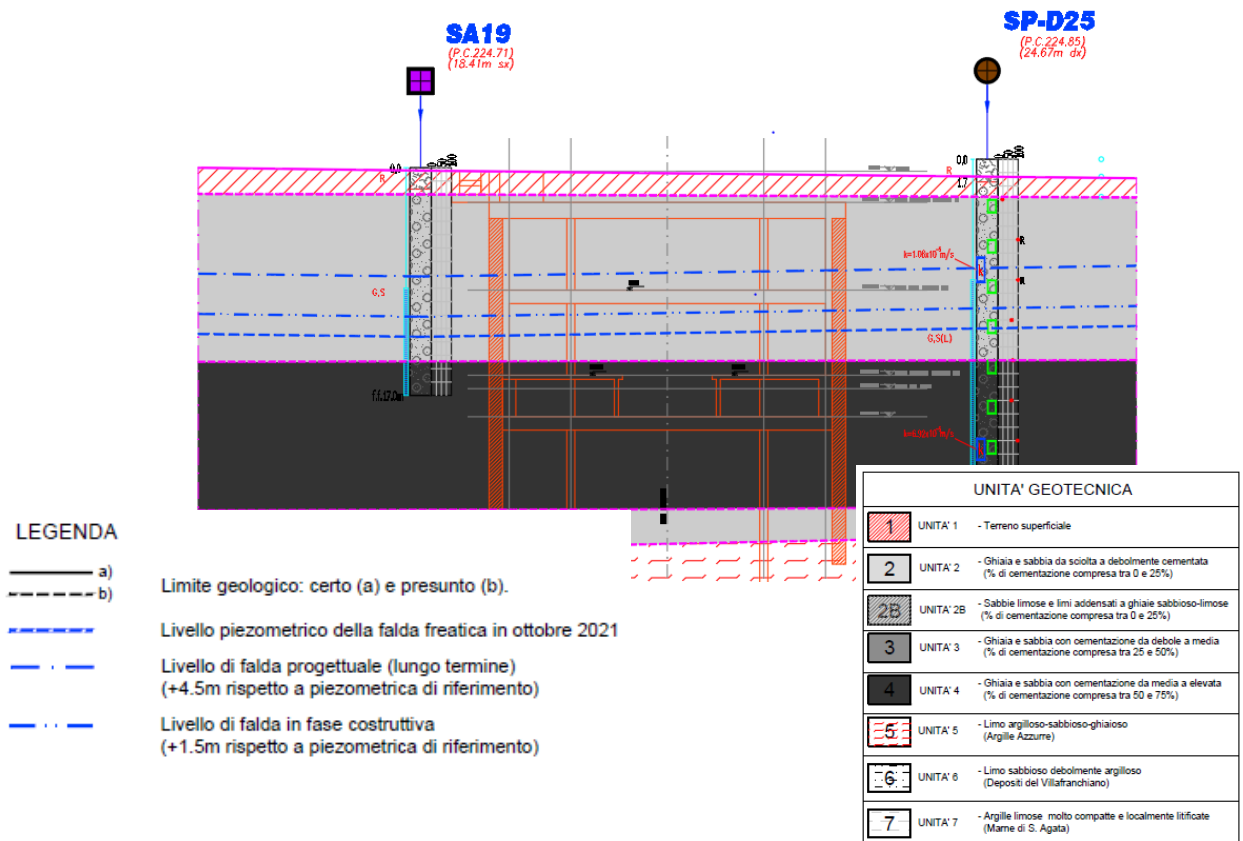 SA19
(P.C.224.71)
(18.41m sx)
SP-D25
(P.C.224.85)
(24.67m dx)
0,0
0
50
100
R
G,S
f.f.17.0m
0,0
0
50
100
R
1.7
R
R
k
G,S(L)
LEGENDA
a)
b)
Limite geologico: certo (a) e presunto (b).
Livello piezometrico della falda freatica in ottobre 2021
Livello di falda progettuale (lungo termine)
(+4.5m rispetto a piezometrica di riferimento)
Livello di falda in fase costruttiva
(+1.5m rispetto a piezometrica di riferimento)
UNITA' GEOTECNICA
1 UNITA' 1 - Terreno superficiale
2 UNITA' 2 - Ghiaia e sabbia da sciolta a debolmente cementata
(% di cementazione compresa tra 0 e 25%)
2B UNITA' 2B - Sabbie limose e limi addensati a ghiaie sabbioso-limose
(% di cementazione compresa tra 0 e 25%)
3 UNITA' 3 - Ghiaia e sabbia con cementazione da debole a media
(% di cementazione compresa tra 25 e 50%)
4 UNITA' 4 - Ghiaia e sabbia con cementazione da media a elevata
(% di cementazione compresa tra 50 e 75%)
5 UNITA' 5 - Limo argilloso-sabbioso-ghiaioso
(Argille Azzurre)
6 UNITA' 6 - Limo sabbioso debolmente argilloso
(Depositi del Villafranchiano)
7 UNITA' 7 - Argille limose molto compatte e localmente litificate
(Marne di S. Agata)